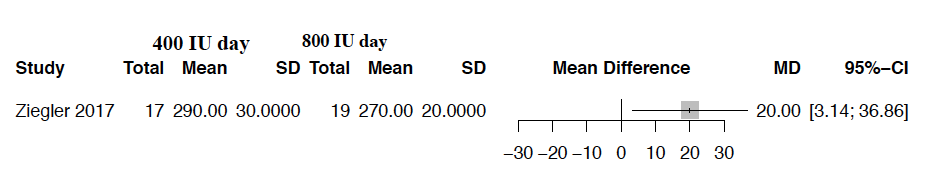 400 IU day 800 IU day
Study Total Mean SD Total Mean SD Mean Difference MD 95%−CI
Ziegler 2017 17 290.00 30.0000 19 270.00 20.0000 20.00 [3.14; 36.86]
−30 −20 −10 0 10 20 30